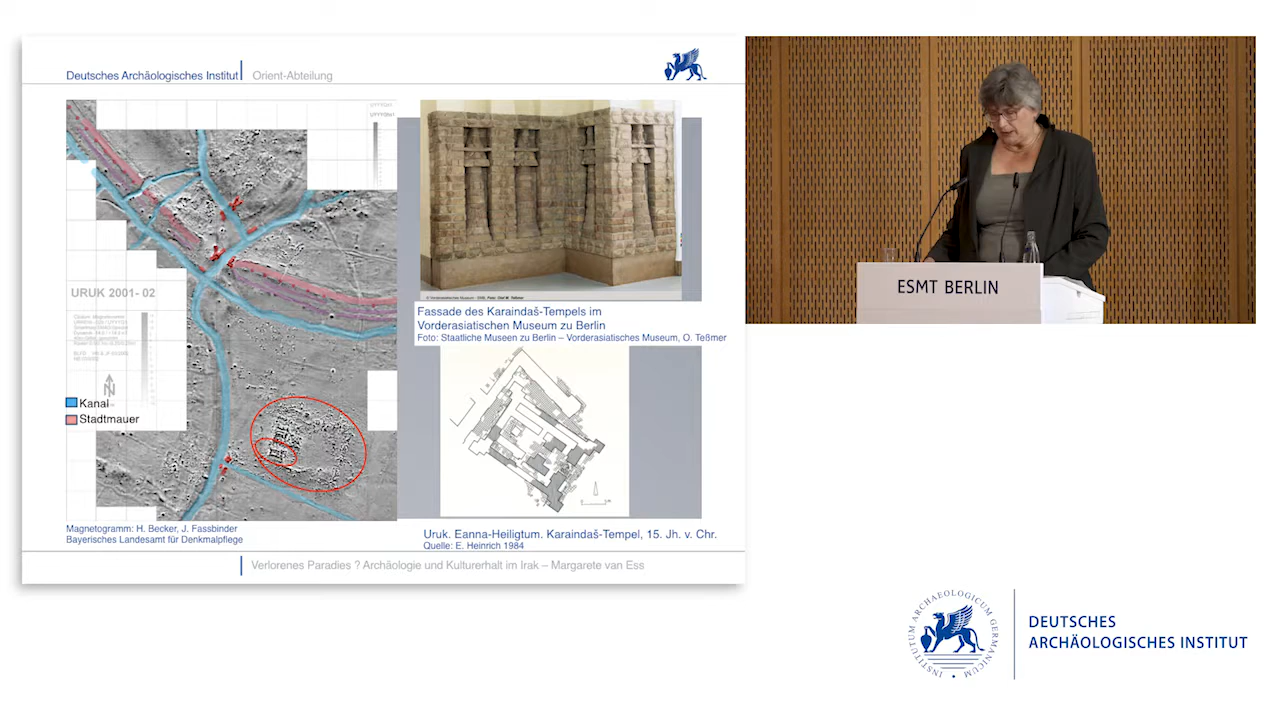 Deutsches Archäologisches Institut
Orient-Abteilung
URUK 2001- 02
N
Kanal
Stadtmauer
Magnetogramm: H. Becker, J. Fassbinder
Bayerisches Landesamt für Denkmalpflege
Fassade des Karaindaš-Tempels im
Vorderasiatischen Museum zu Berlin
Foto: Staatliche Museen zu Berlin – Vorderasiatisches Museum, O. Teßmer
Uruk. Eanna-Heiligtum. Karaindaš-Tempel, 15. Jh. v. Chr.
Quelle: E. Heinrich 1984
Verlorenes Paradies ? Archäologie und Kulturerhalt im Irak – Margarete van Ess
ESMT BERLIN
INSTITUTUM ARCHAEOLOGICUM GERMANICUM
DEUTSCHES
ARCHÄOLOGISCHES INSTITUT